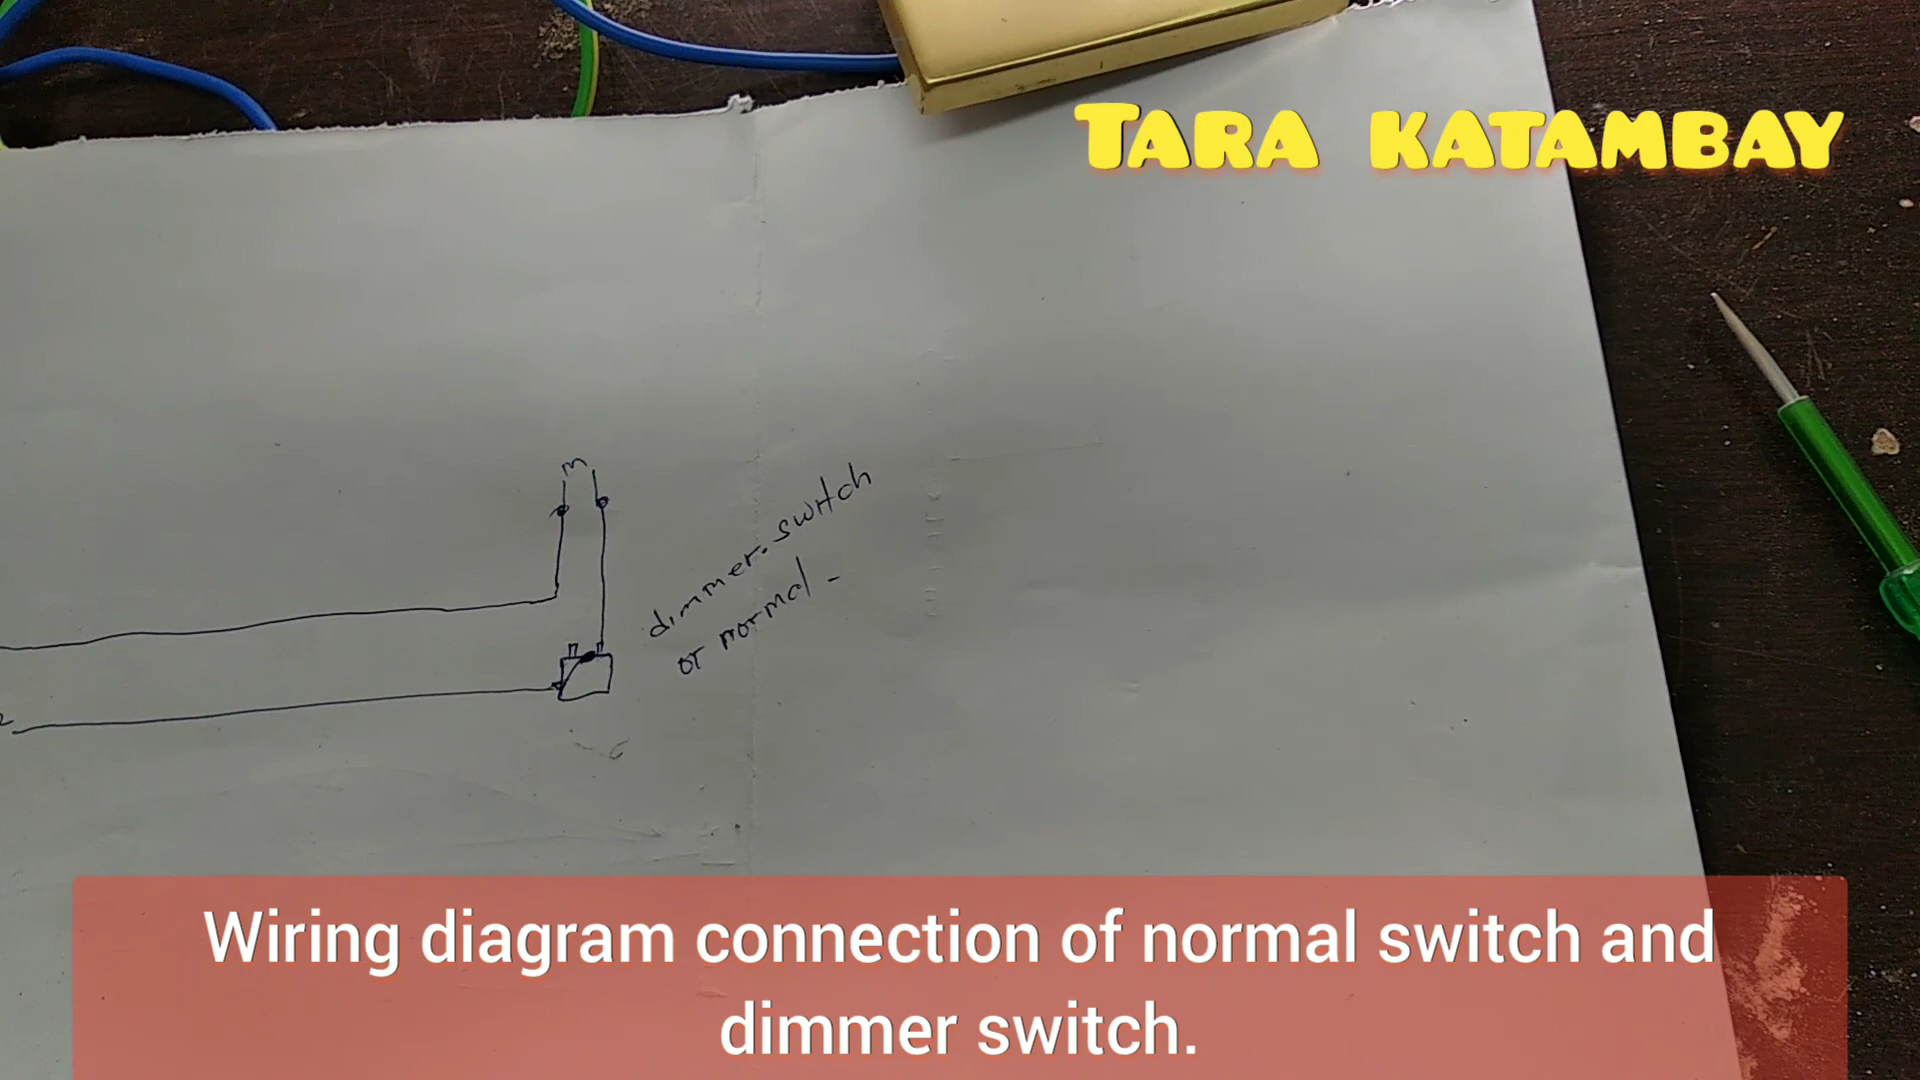 TARA KATAMBAY
m
dimmer-switch
or normal -
Wiring diagram connection of normal switch and
dimmer switch.